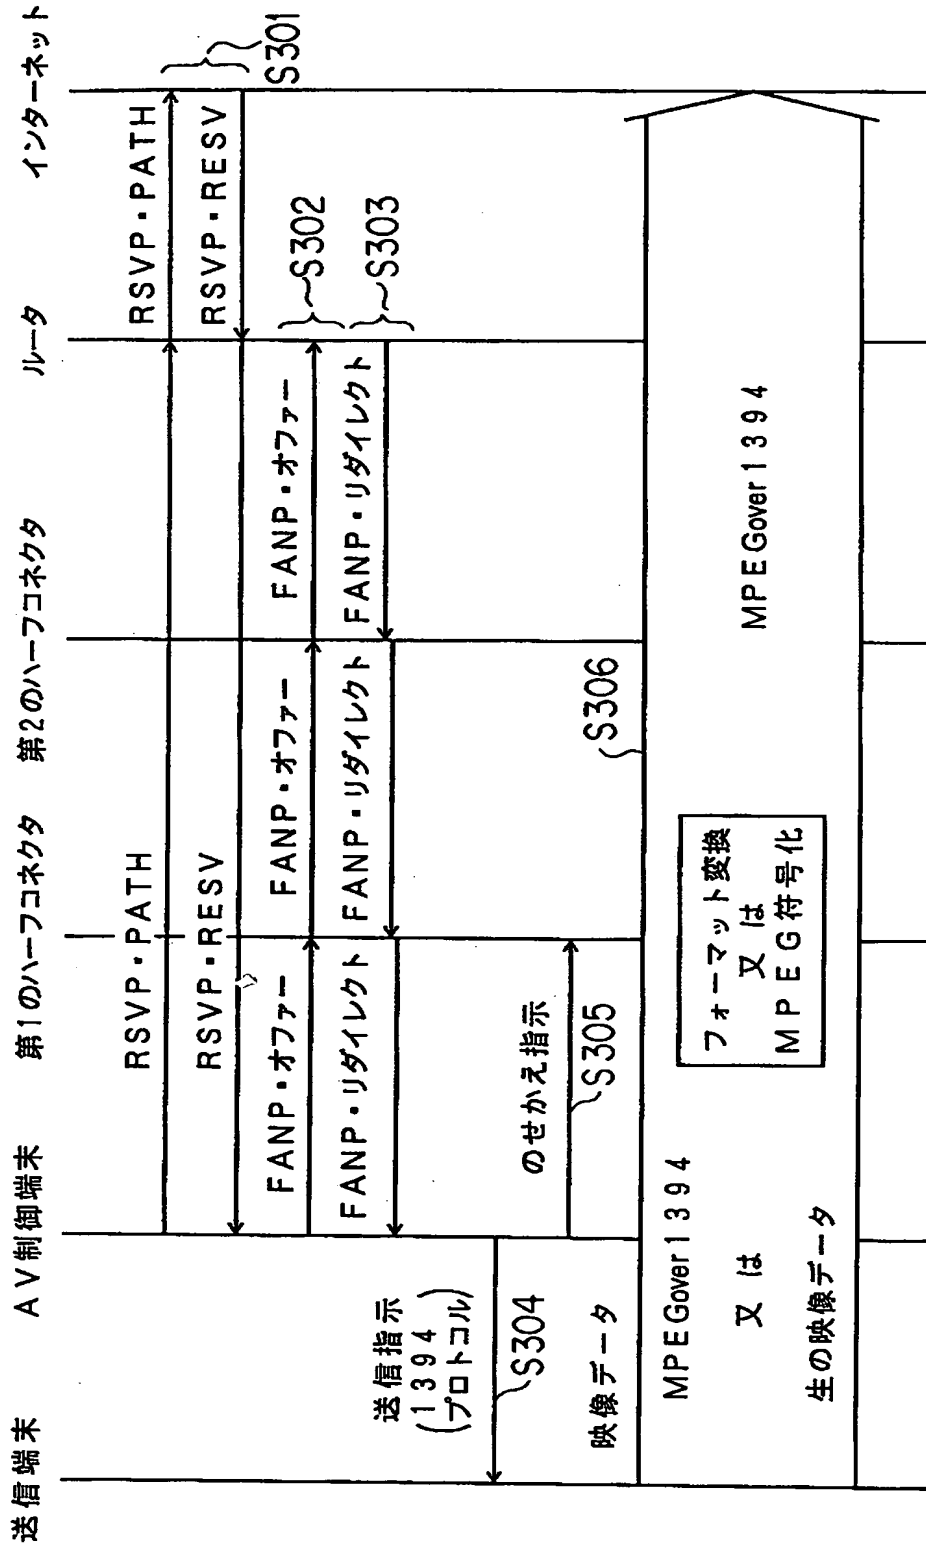 送信端末
AV制御端末
第1のハーフコネクタ
第2のハーフコネクタ
ルータ
インターネット
RSVP・PATH
RSVP・PATH
S301
RSVP・RESV
RSVP・RESV
FANP・オファー
FANP・オファー
FANP・オファー
S302
FANP・リダイレクト
FANP・リダイレクト
FANP・リダイレクト
S303
送信指示
(1394
プロトコル)
S304
のせかえ指示
S305
映像データ
S306
MPEGover1394
又は
生の映像データ
フォーマット変換
又は
MPEG符号化
MPEGover1394